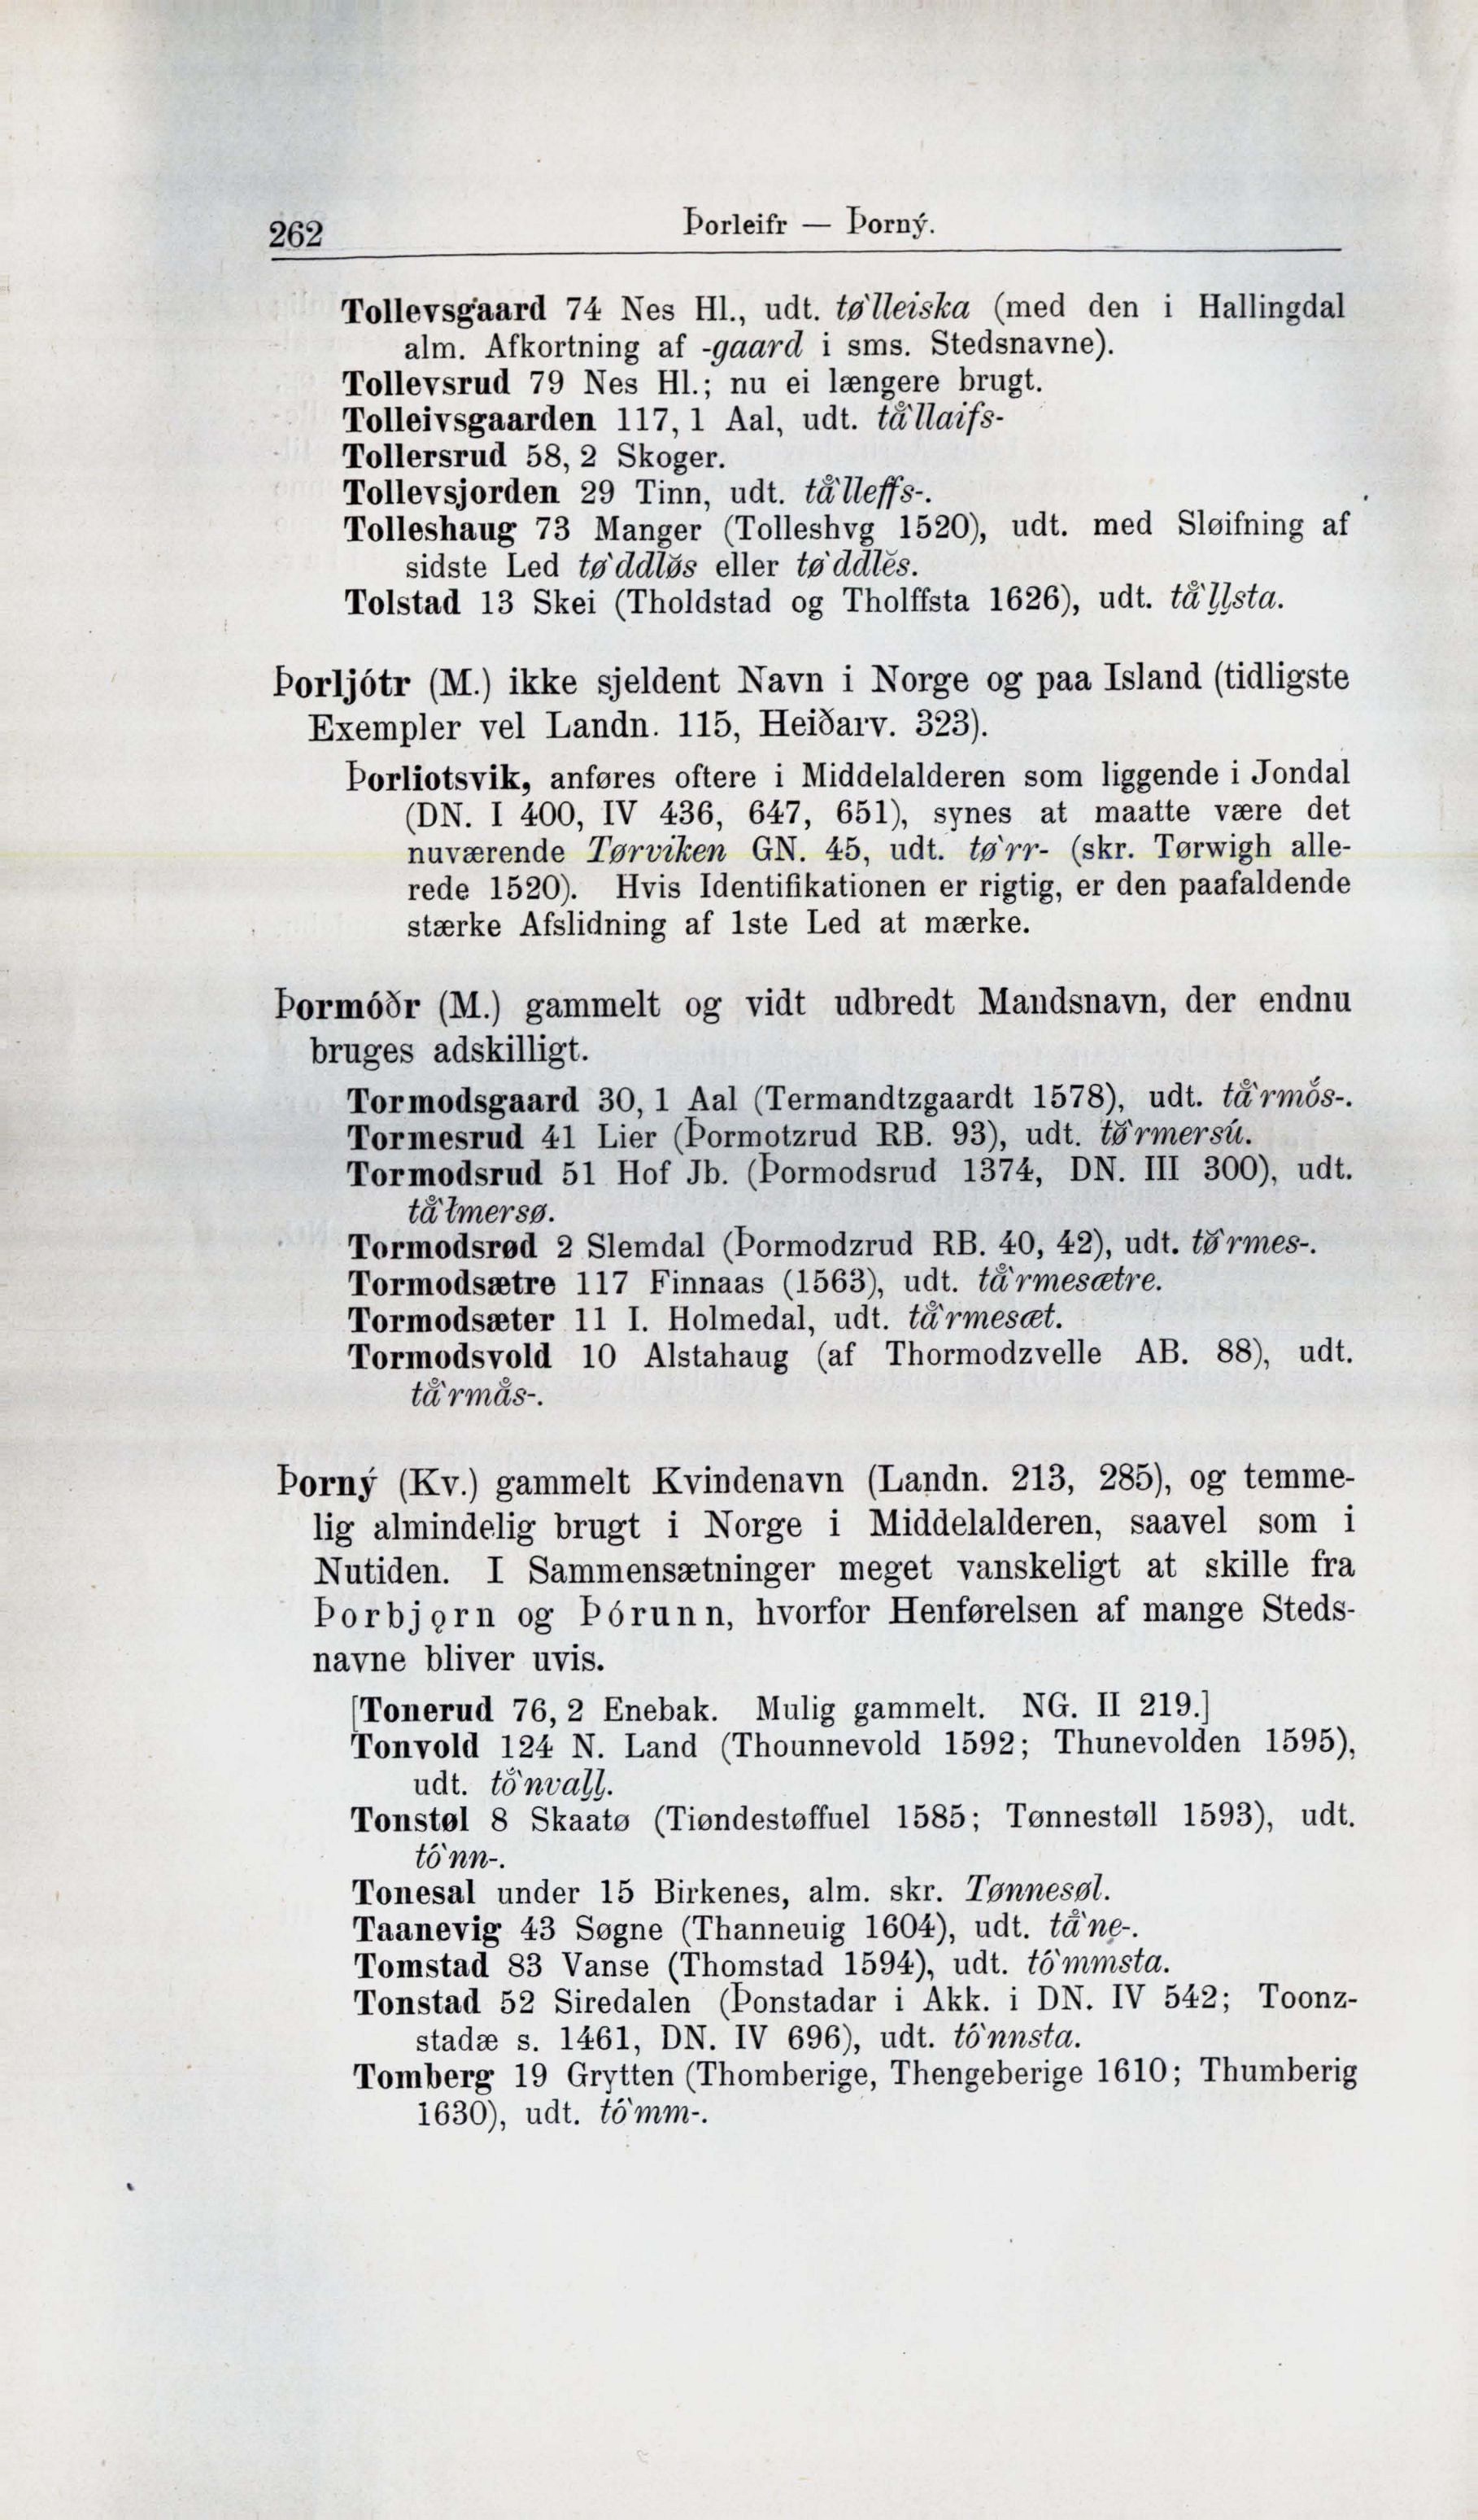 262
Þorleifr — Þorný.
Tollevsgaard 74 Nes Hl., udt. tø`lleiska (med den i Hallingdal
alm. Afkortning af -gaard i sms. Stedsnavne).
Tollevsrud 79 Nes Hl.; nu ei længere brugt.
Tolleivsgaarden 117, 1 Aal, udt. tå`llaifs-
Tollersrud 58, 2 Skoger.
Tollevsjorden 29 Tinn, udt. tå`lleffs-.
Tolleshaug 73 Manger (Tolleshvg 1520), udt. med Sløifning af
sidste Led tø`ddløs eller tø`ddlĕs.
Tolstad 13 Skei (Tholdstad og Tholffsta 1626), udt. tå`l̥l̥sta.
Þorljótr (M.) ikke sjeldent Navn i Norge og paa Island (tidligste
Exempler vel Landn. 115, Heiðarv. 323).
Þorliotsvik, anføres oftere i Middelalderen som liggende i Jondal
(DN. I 400, IV 436, 647, 651), synes at maatte være det
nuværende Tørviken GN. 45, udt. tø`rr- (skr. Tørwigh alle-
rede 1520). Hvis Identifikationen er rigtig, er den paafaldende
stærke Afslidning af 1ste Led at mærke.
Þormóðr (M.) gammelt og vidt udbredt Mandsnavn, der endnu
bruges adskilligt.
Tormodsgaard 30, 1 Aal (Termandtzgaardt 1578), udt. tå`rmós-.
Tormesrud 41 Lier (Þormotzrud RB. 93), udt. tø̆`rmersú.
Tormodsrud 51 Hof Jb. (Þormodsrud 1374, DN. III 300), udt.
tå`łmersø.
Tormodsrød 2 Slemdal (Þormodzrud RB. 40, 42), udt. tø̆`rmes-.
Tormodsætre 117 Finnaas (1563), udt. tå`rmesætre.
Tormodsæter 11 I. Holmedal, udt. tå`rmesæt.
Tormodsvold 10 Alstahaug (af Thormodzvelle AB. 88), udt.
tå`rmås-.
Þorný (Kv.) gammelt Kvindenavn (Landn. 213, 285), og temme-
lig almindelig brugt i Norge i Middelalderen, saavel som i
Nutiden. I Sammensætninger meget vanskeligt at skille fra
Þorbjǫrn og Þórunn, hvorfor Henførelsen af mange Steds-
navne bliver uvis.
[Tonerud 76, 2 Enebak. Mulig gammelt. NG. II 219.]
Tonvold 124 N. Land (Thounnevold 1592; Thunevolden 1595),
udt. tó`nval̥l̥.
Tonstøl 8 Skaatø (Tiøndestøffuel 1585; Tønnestøll 1593), udt.
tó`nn-.
Tonesal under 15 Birkenes, alm. skr. Tønnesøl.
Taanevig 43 Søgne (Thanneuig 1604), udt. tå`ne̥-.
Tomstad 83 Vanse (Thomstad 1594), udt. tó`mmsta.
Tonstad 52 Siredalen (Þonstadar i Akk. i DN. IV 542; Toonz-
stadæ s. 1461, DN. IV 696), udt. tó`nnsta.
Tomberg 19 Grytten (Thomberige, Thengeberige 1610; Thumberig
1630), udt. tó`mm-.